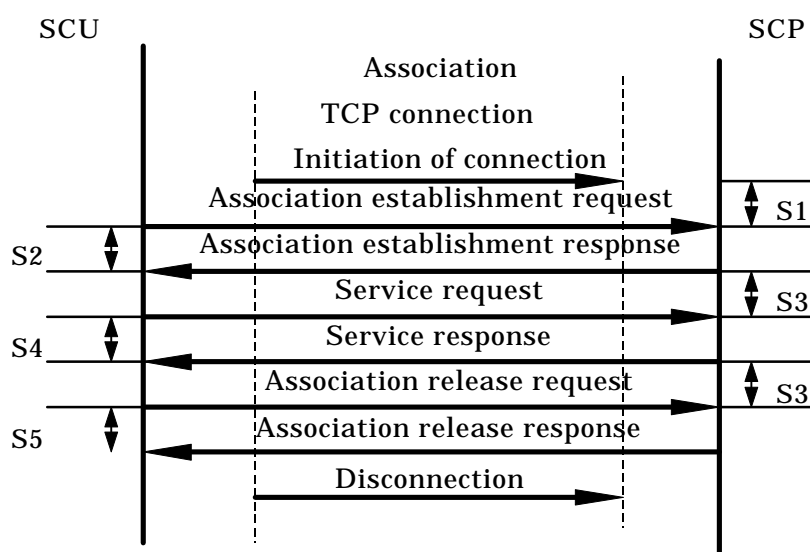 SCU
SCP
Association
TCP connection
Initiation of connection
Association establishment request
S1
Association establishment response
S2
Service request
S3
Service response
S4
Association release request
S3
Association release response
S5
Disconnection